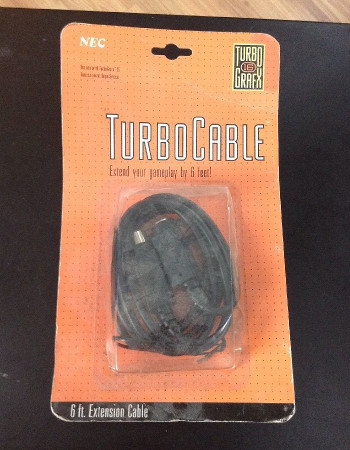 NEC
TURBO
16
GRAFX
TURBOCABLE
Extend your gameplay by 6 feet!
6 ft. Extension Cable